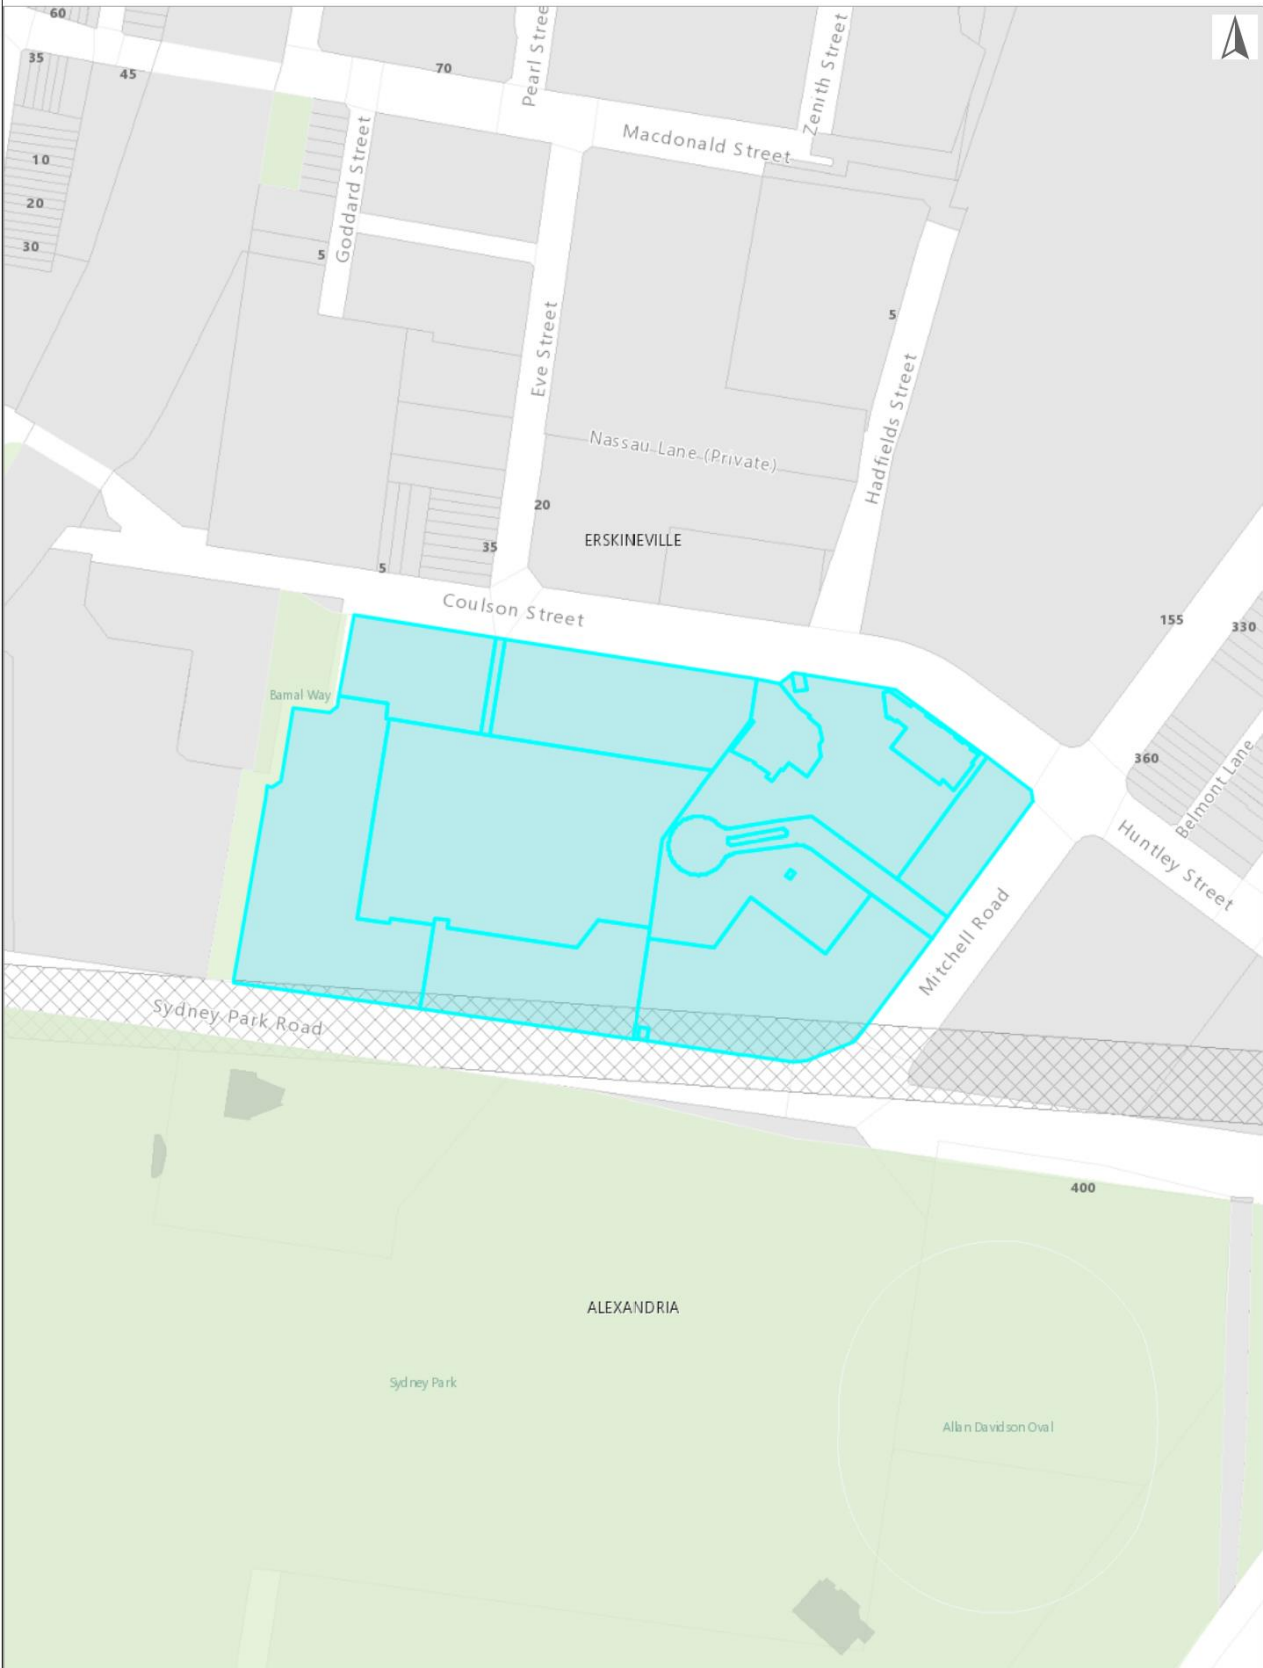 60
35
45
70
Pearl Stree
Zenith Street
Macdonald Street
10
20
30
Goddard Street
5
Eve Street
5
Hadfields Street
Nassau Lane (Private)
20
35
ERSKINEVILLE
5
Coulson Street
155
330
Bamal Way
360
Belmont Lane
Huntley Street
Mitchell Road
Sydney Park Road
400
ALEXANDRIA
Sydney Park
Allan Davidson Oval